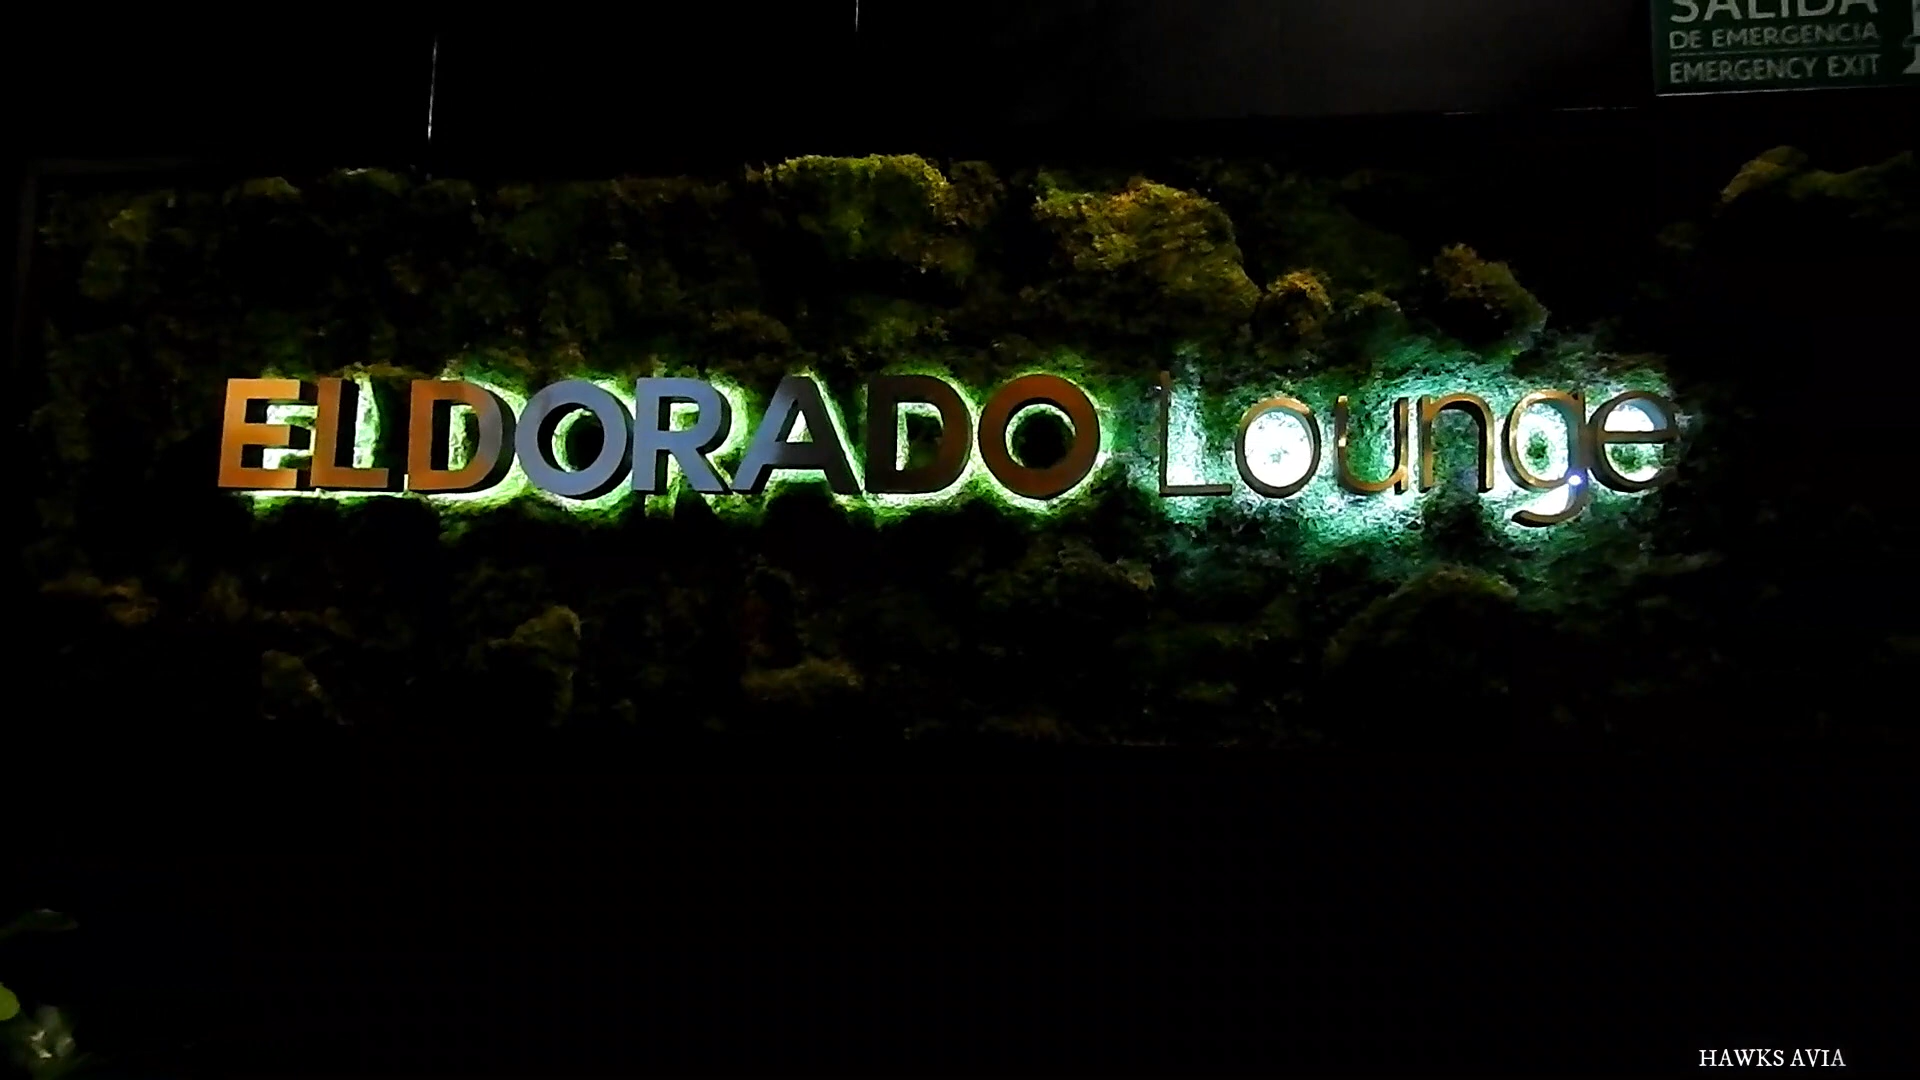 SALIDA
DE EMERGENCIA
EMERGENCY EXIT
ELDORADO Lounge
HAWKS AVIA